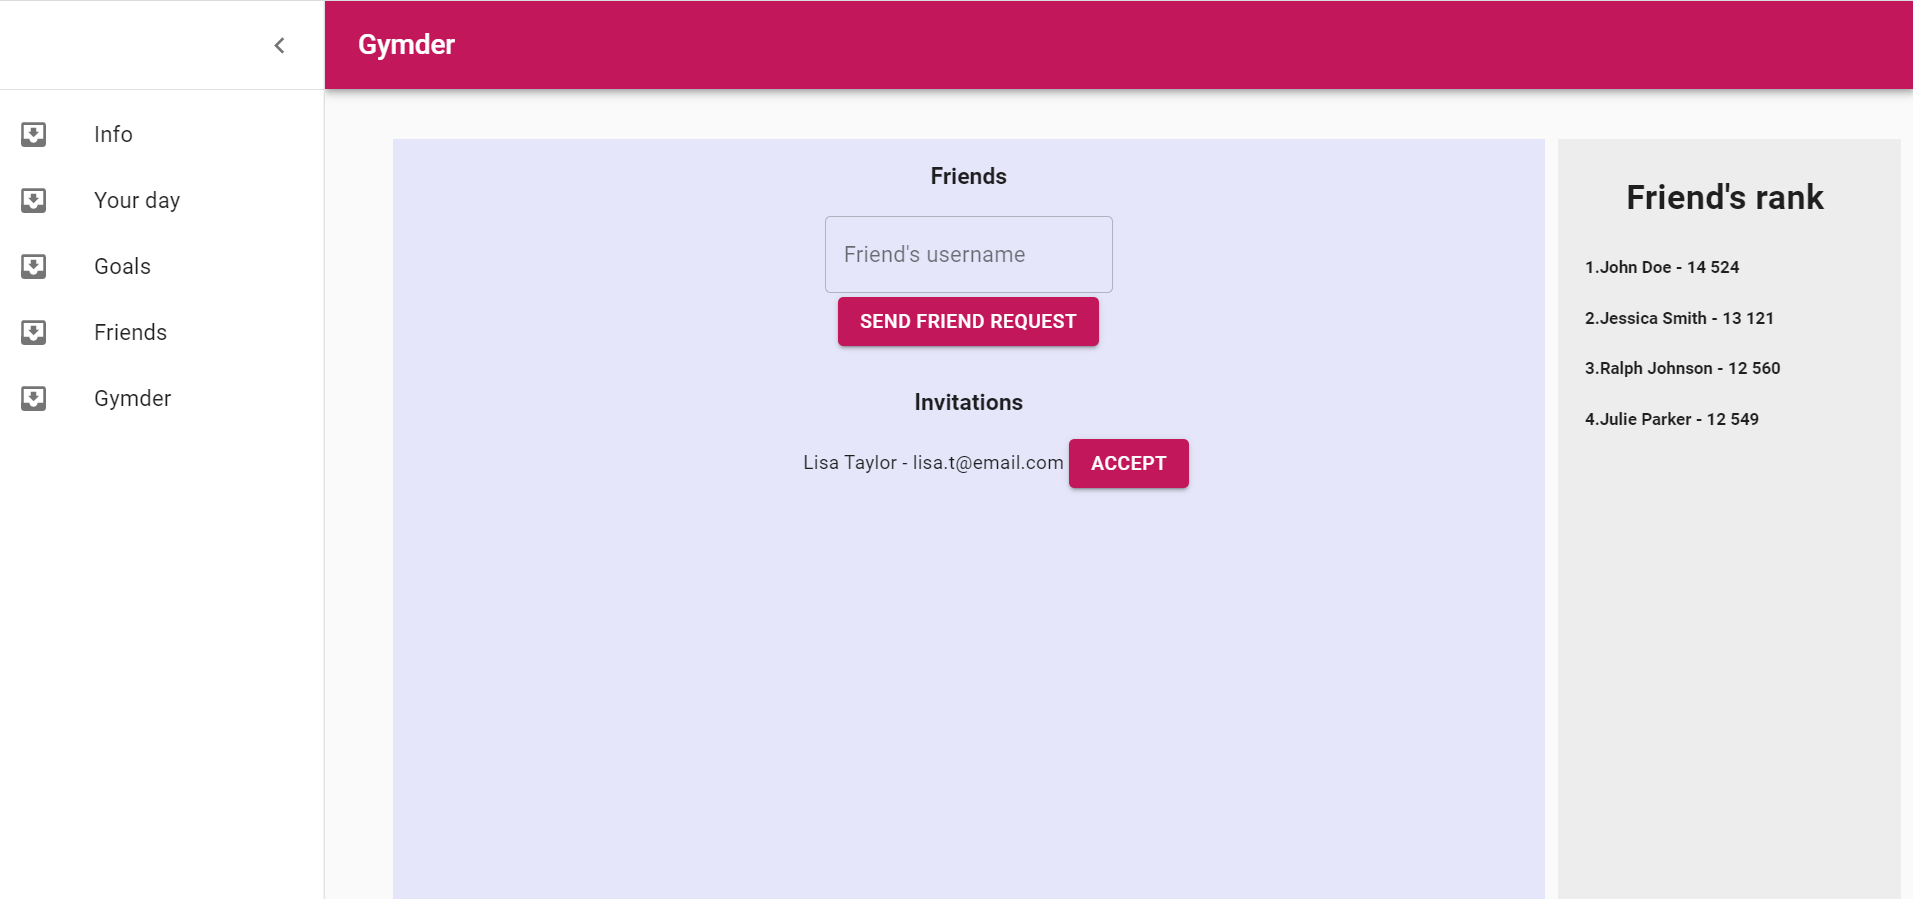 Gymder
Info
Your day
Goals
Friends
Gymder
Friends
Friend's username
SEND FRIEND REQUEST
Invitations
Lisa Taylor - lisa.t@email.com ACCEPT
Friend's rank
1.John Doe - 14 524
2.Jessica Smith - 13 121
3.Ralph Johnson - 12 560
4.Julie Parker - 12 549